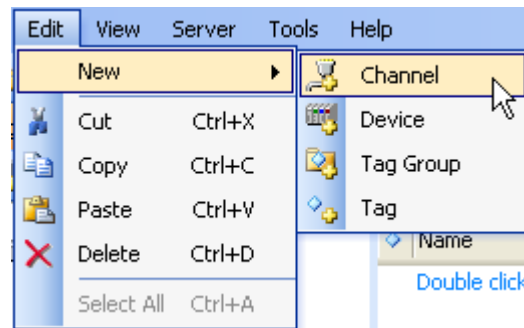 Edit View Server Tools Help
New Channel
Cut Ctrl+X Device
Copy Ctrl+C Tag Group
Paste Ctrl+V Tag
Delete Ctrl+D Name
Select All Ctrl+A Double click